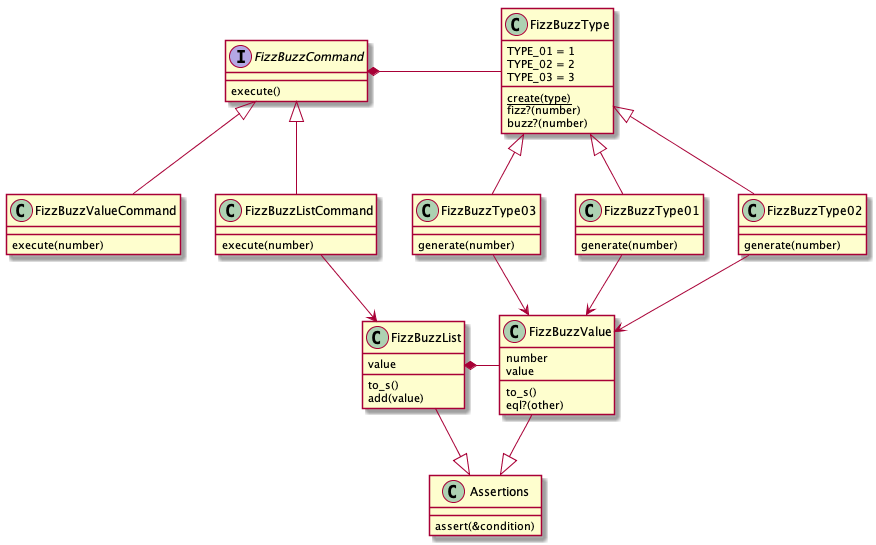 C FizzBuzzType
TYPE_01 = 1
TYPE_02 = 2
TYPE_03 = 3
create(type)
fizz?(number)
buzz?(number)
I FizzBuzzCommand
execute()
C FizzBuzzValueCommand
execute(number)
C FizzBuzzListCommand
execute(number)
C FizzBuzzType03
generate(number)
C FizzBuzzType01
generate(number)
C FizzBuzzType02
generate(number)
C FizzBuzzList
value
to_s()
add(value)
C FizzBuzzValue
number
value
to_s()
eql?(other)
C Assertions
assert(&condition)